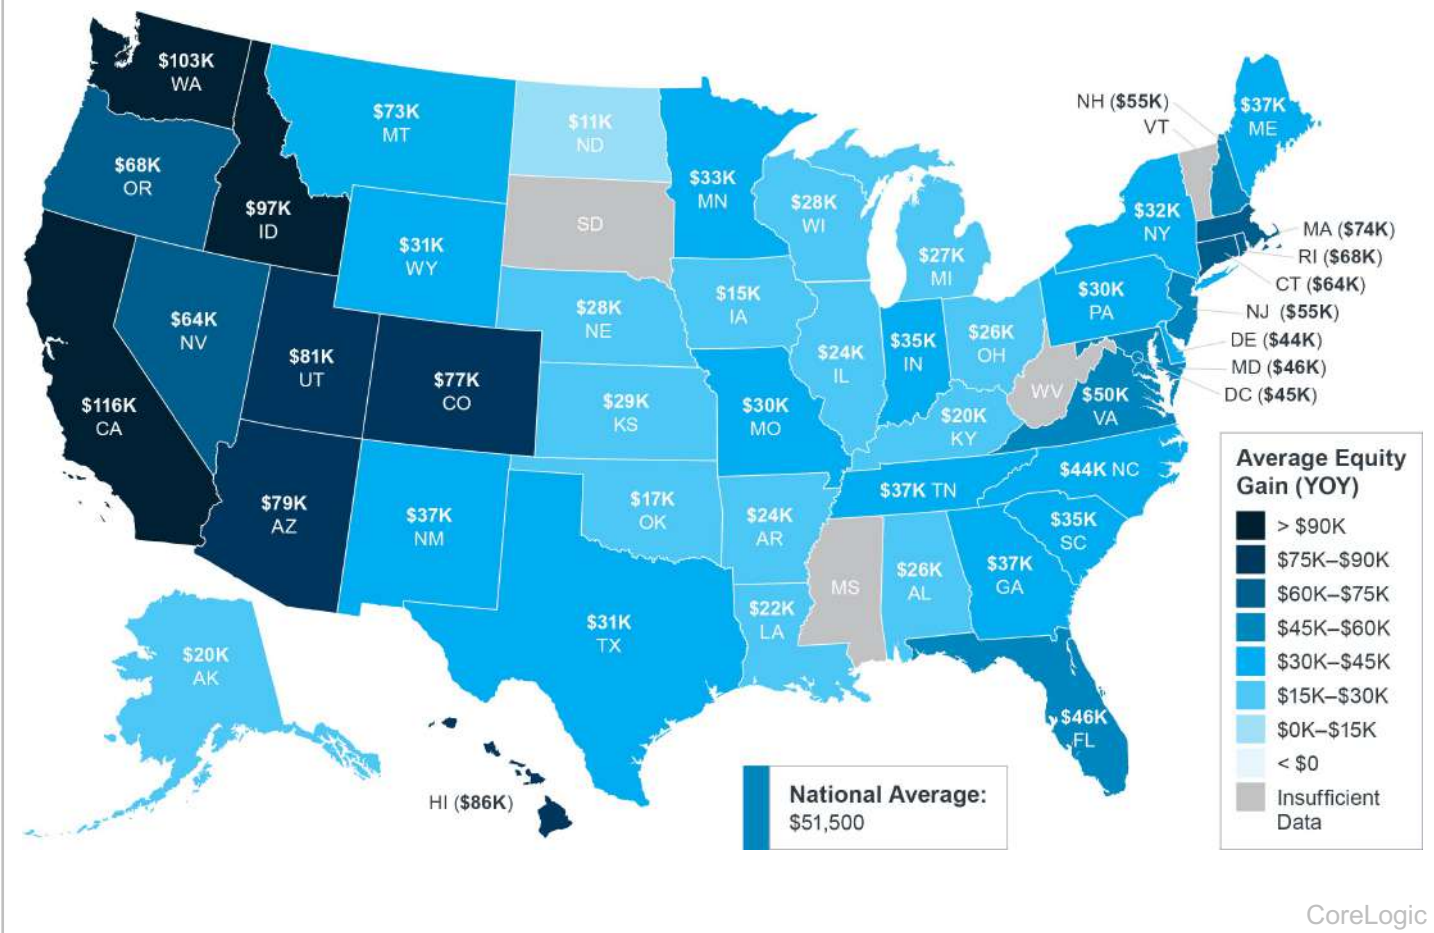 $103K
WA
$73K
MT
$11K
ND
$33K
MN
NH ($55K)
VT
$37K
ME
$68K
OR
$97K
ID
$31K
WY
SD
$28K
WI
$27K
MI
$32K
NY
MA ($74K)
RI ($68K)
CT ($64K)
NJ ($55K)
DE ($44K)
MD ($46K)
DC ($45K)
$64K
NV
$81K
UT
$77K
CO
$28K
NE
$15K
IA
$24K
IL
$35K
IN
$26K
OH
$30K
PA
WV
$50K
VA
$116K
CA
$29K
KS
$30K
MO
$20K
KY
$44K NC
$37K TN
$79K
AZ
$37K
NM
$17K
OK
$24K
AR
$35K
SC
MS
$26K
AL
$37K
GA
$31K
TX
$22K
LA
$46K
FL
$20K
AK
HI ($86K)
National Average:
$51,500
Average Equity
Gain (YOY)
> $90K
$75K–$90K
$60K–$75K
$45K–$60K
$30K–$45K
$15K–$30K
$0K–$15K
< $0
Insufficient
Data
CoreLogic